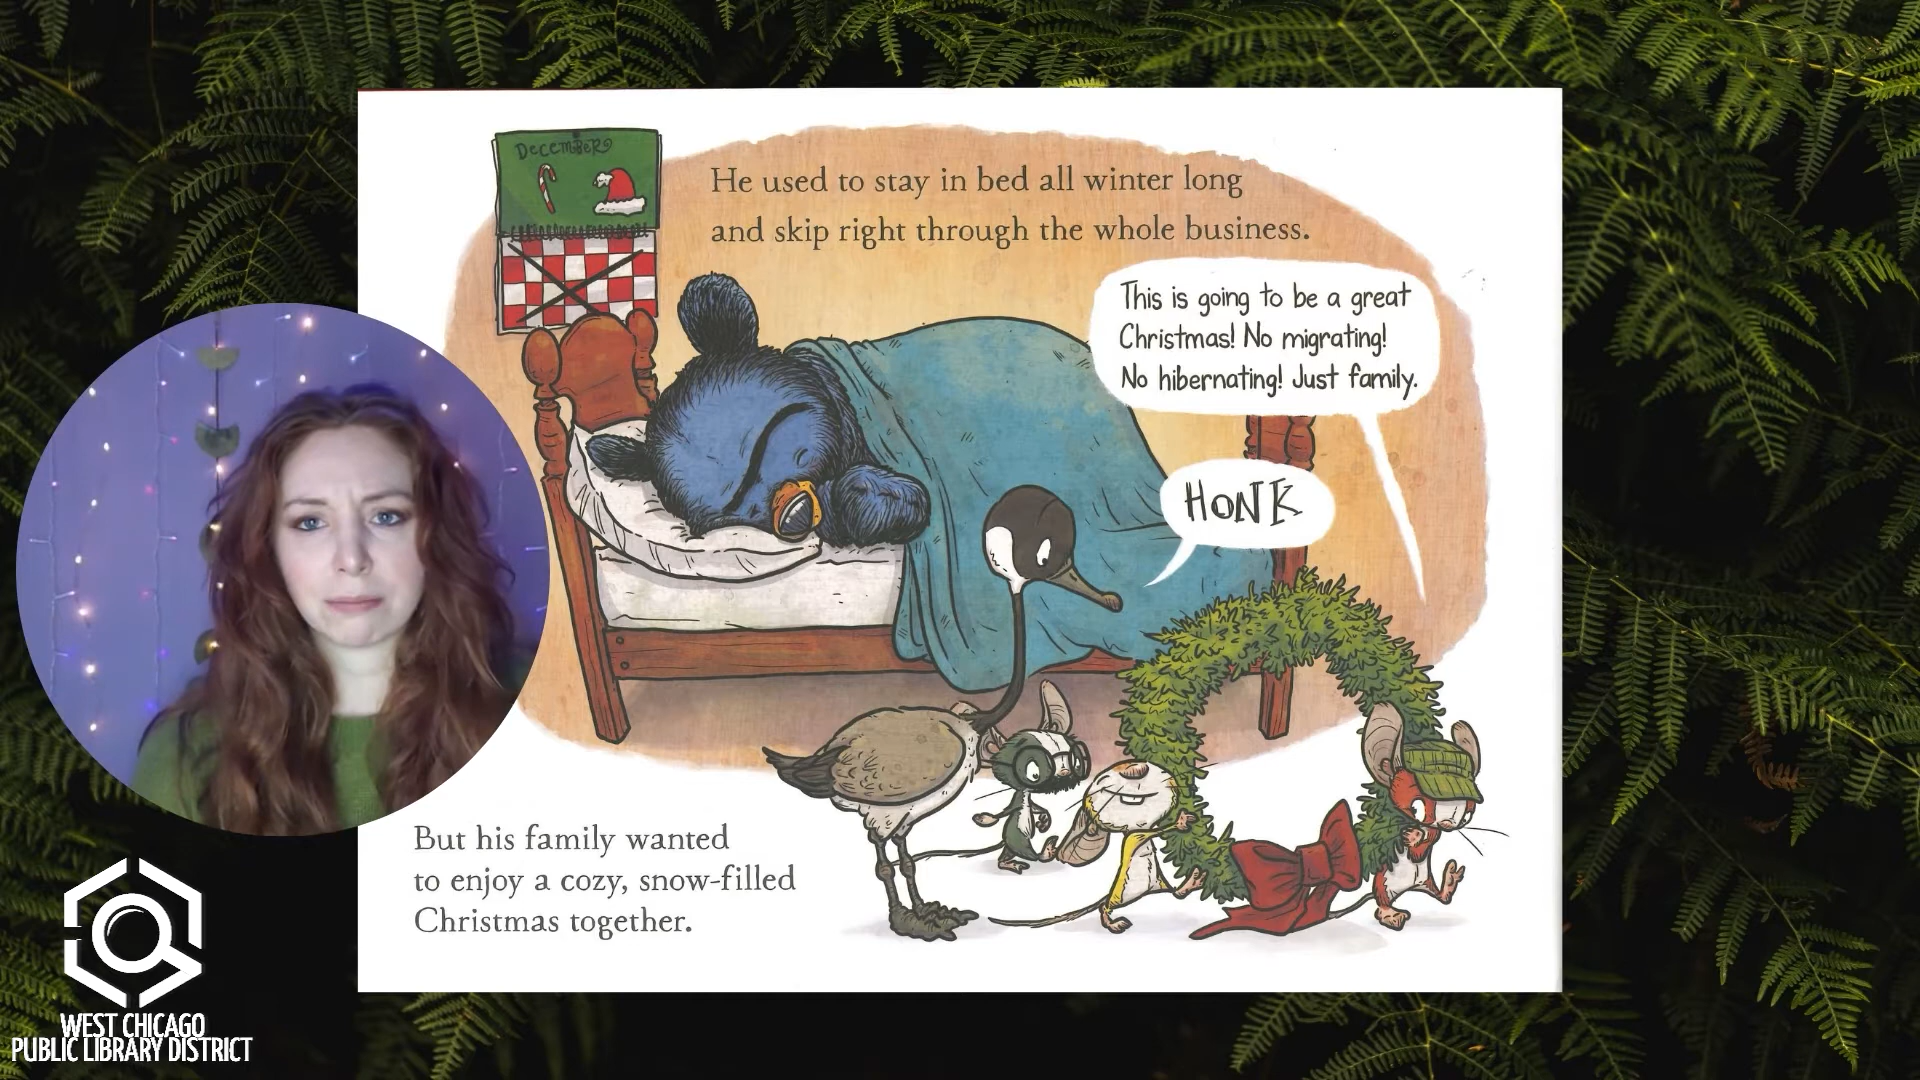 DECEMBER
He used to stay in bed all winter long
and skip right through the whole business.
This is going to be a great
Christmas! No migrating!
No hibernating! Just family.
HONK
But his family wanted
to enjoy a cozy, snow-filled
Christmas together.
WEST CHICAGO
PUBLIC LIBRARY DISTRICT